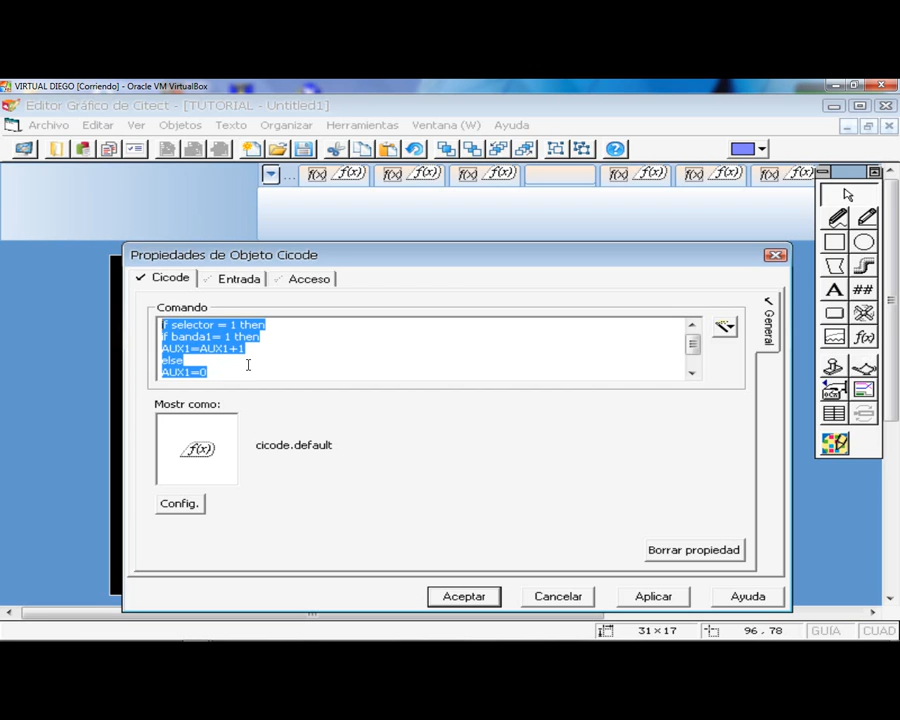 VIRTUAL DIEGO [Corriendo] - Oracle VM VirtualBox
Editor Gráfico de Citect - [TUTORIAL - Untitled1]
Archivo Editar Ver Objetos Texto Organizar Herramientas Ventana (W) Ayuda
... f(x) f(x) f(x) f(x) f(x) f(x) f(x) f(x) f(x) f(x) f(x) f(x)
Propiedades de Objeto Cicode
Cicode Entrada Acceso
Comando
if selector = 1 then
if banda1= 1 then
AUX1=AUX1+1
else
AUX1=0
General
Mostr como:
f(x)
cicode.default
Config.
Borrar propiedad
Aceptar Cancelar Aplicar Ayuda
A ##
f(x)
OCX
31×17 96 , 78 GUÍA CUAD